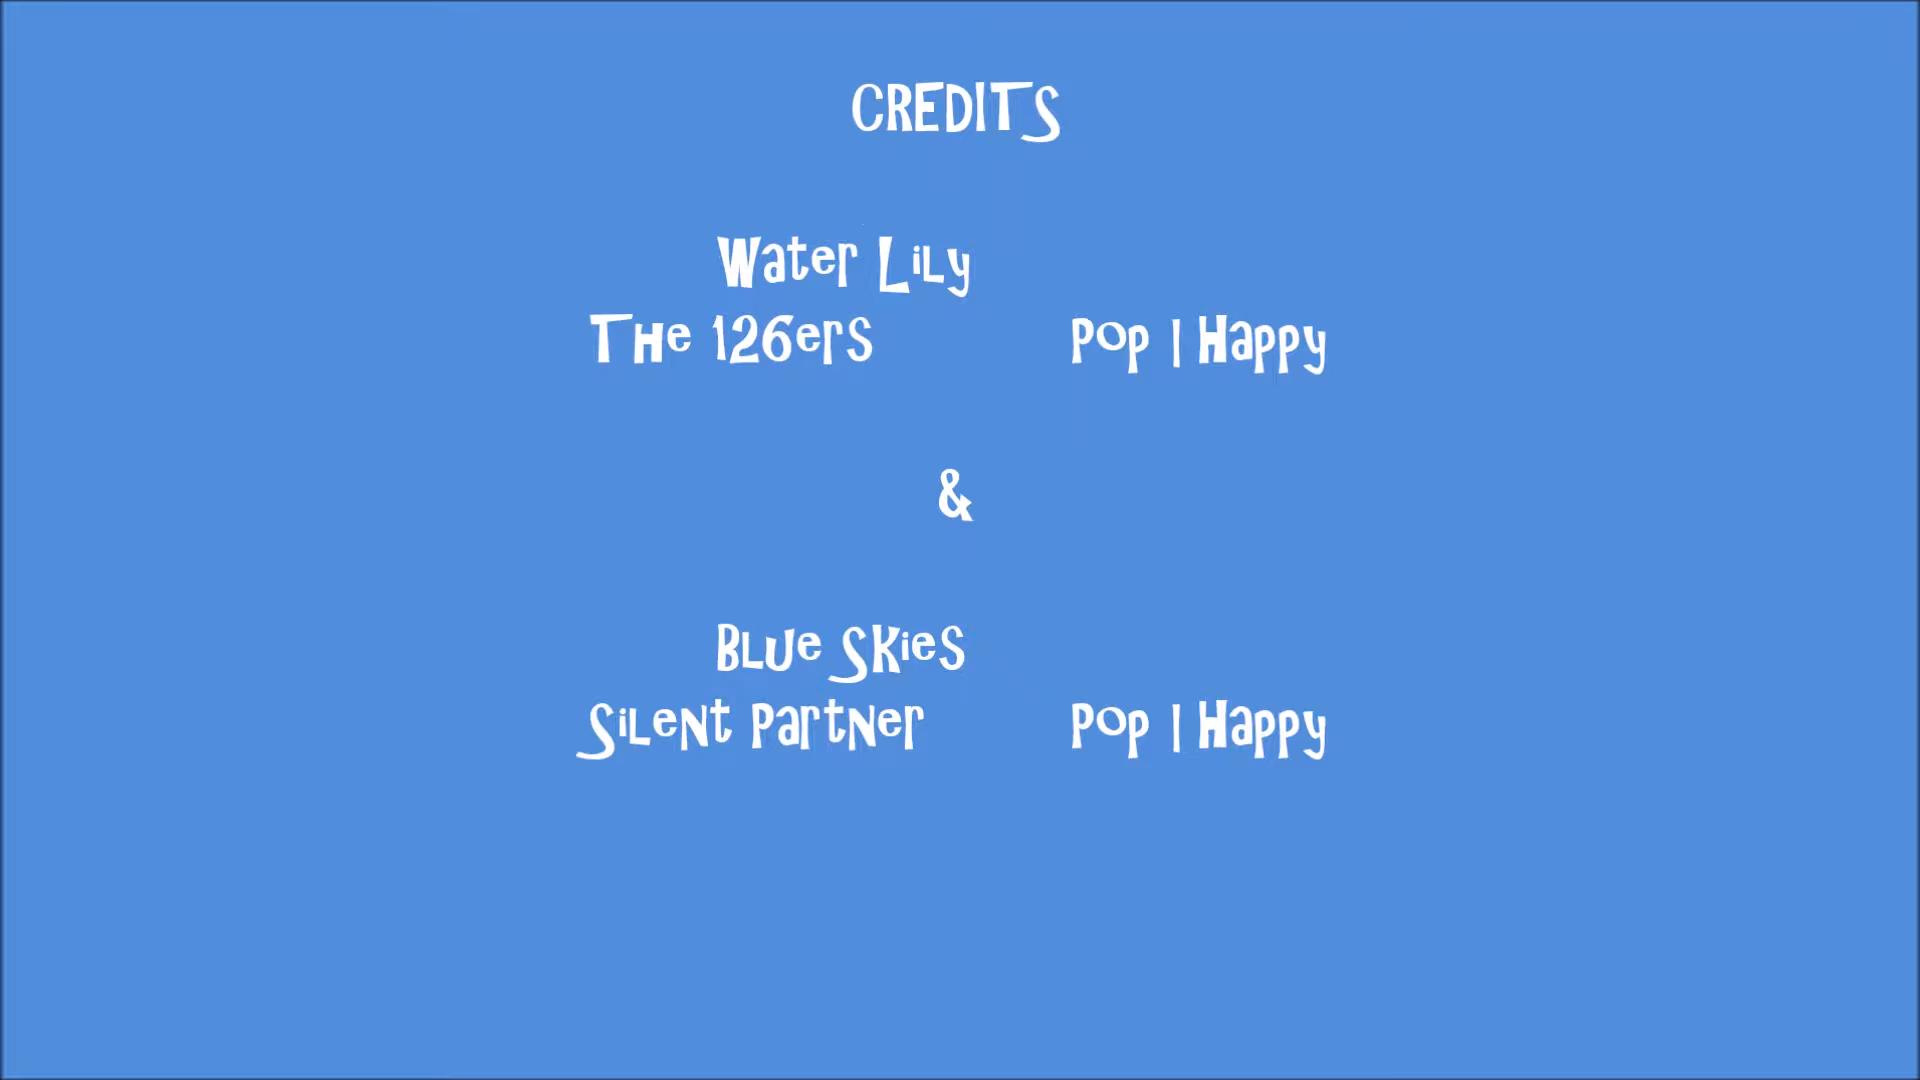 CREDITS
Water Lily
The 126ers Pop | Happy
&
Blue Skies
Silent Partner Pop | Happy